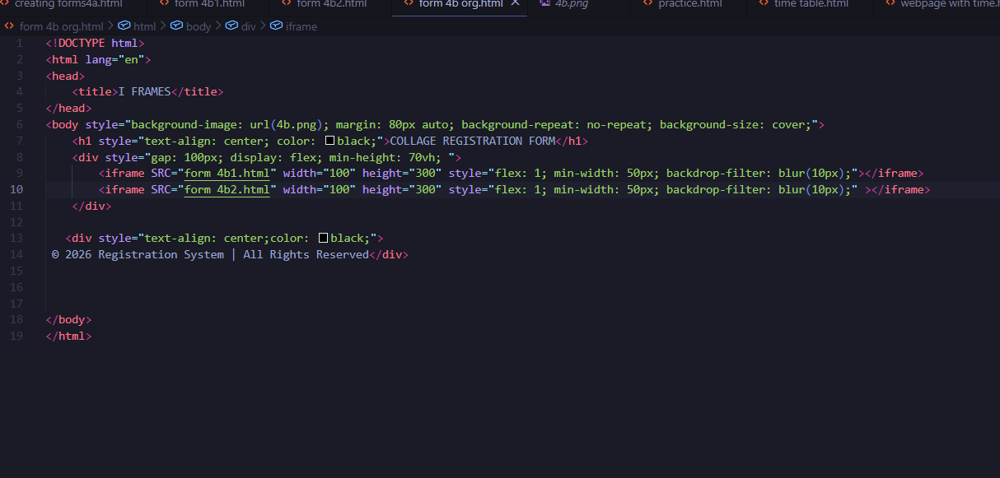 creating forms4a.html form 4b1.html form 4b2.html form 4b org.html 4b.png practice.html time table.html webpage with time.h
form 4b org.html > html > body > div > iframe
1 <!DOCTYPE html>
2 <html lang="en">
3 <head>
4 <title>I FRAMES</title>
5 </head>
6 <body style="background-image: url(4b.png); margin: 80px auto; background-repeat: no-repeat; background-size: cover;">
7 <h1 style="text-align: center; color: black;">COLLAGE REGISTRATION FORM</h1>
8 <div style="gap: 100px; display: flex; min-height: 70vh; ">
9 <iframe SRC="form 4b1.html" width="100" height="300" style="flex: 1; min-width: 50px; backdrop-filter: blur(10px);"></iframe>
10 <iframe SRC="form 4b2.html" width="100" height="300" style="flex: 1; min-width: 50px; backdrop-filter: blur(10px);" ></iframe>
11 </div>
12
13 <div style="text-align: center;color: black;">
14 © 2026 Registration System | All Rights Reserved</div>
15
16
17
18 </body>
19 </html>